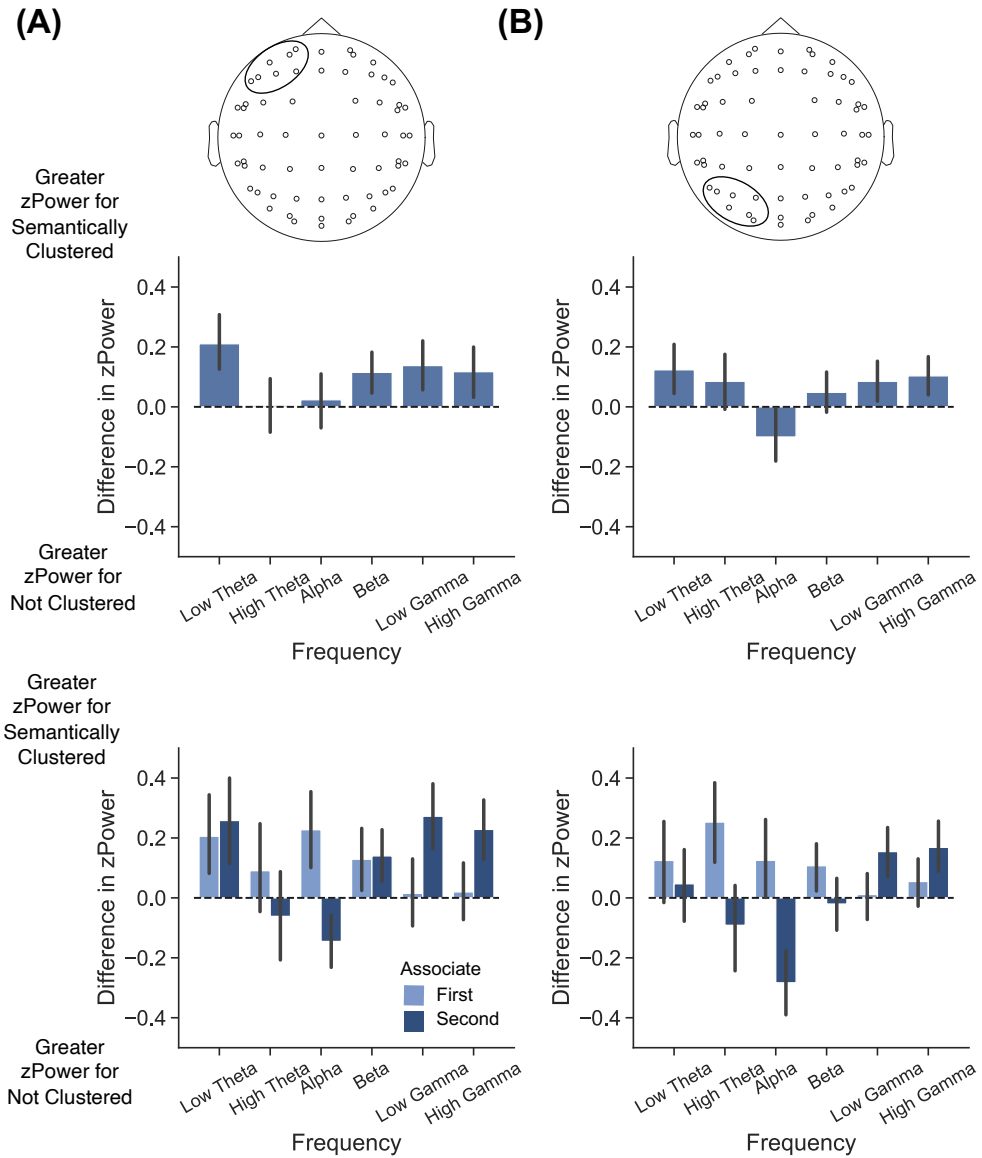 (A)
(B)
Greater
zPower for
Semantically
Clustered
Greater
zPower for
Not Clustered
Difference in zPower
0.4
0.2
0.0
−0.2
−0.4
Low Theta
High Theta
Alpha
Beta
Low Gamma
High Gamma
Frequency
Difference in zPower
0.4
0.2
0.0
−0.2
−0.4
Low Theta
High Theta
Alpha
Beta
Low Gamma
High Gamma
Frequency
Greater
zPower for
Semantically
Clustered
Greater
zPower for
Not Clustered
Difference in zPower
0.4
0.2
0.0
−0.2
−0.4
Associate
First
Second
Low Theta
High Theta
Alpha
Beta
Low Gamma
High Gamma
Frequency
Difference in zPower
0.4
0.2
0.0
−0.2
−0.4
Low Theta
High Theta
Alpha
Beta
Low Gamma
High Gamma
Frequency